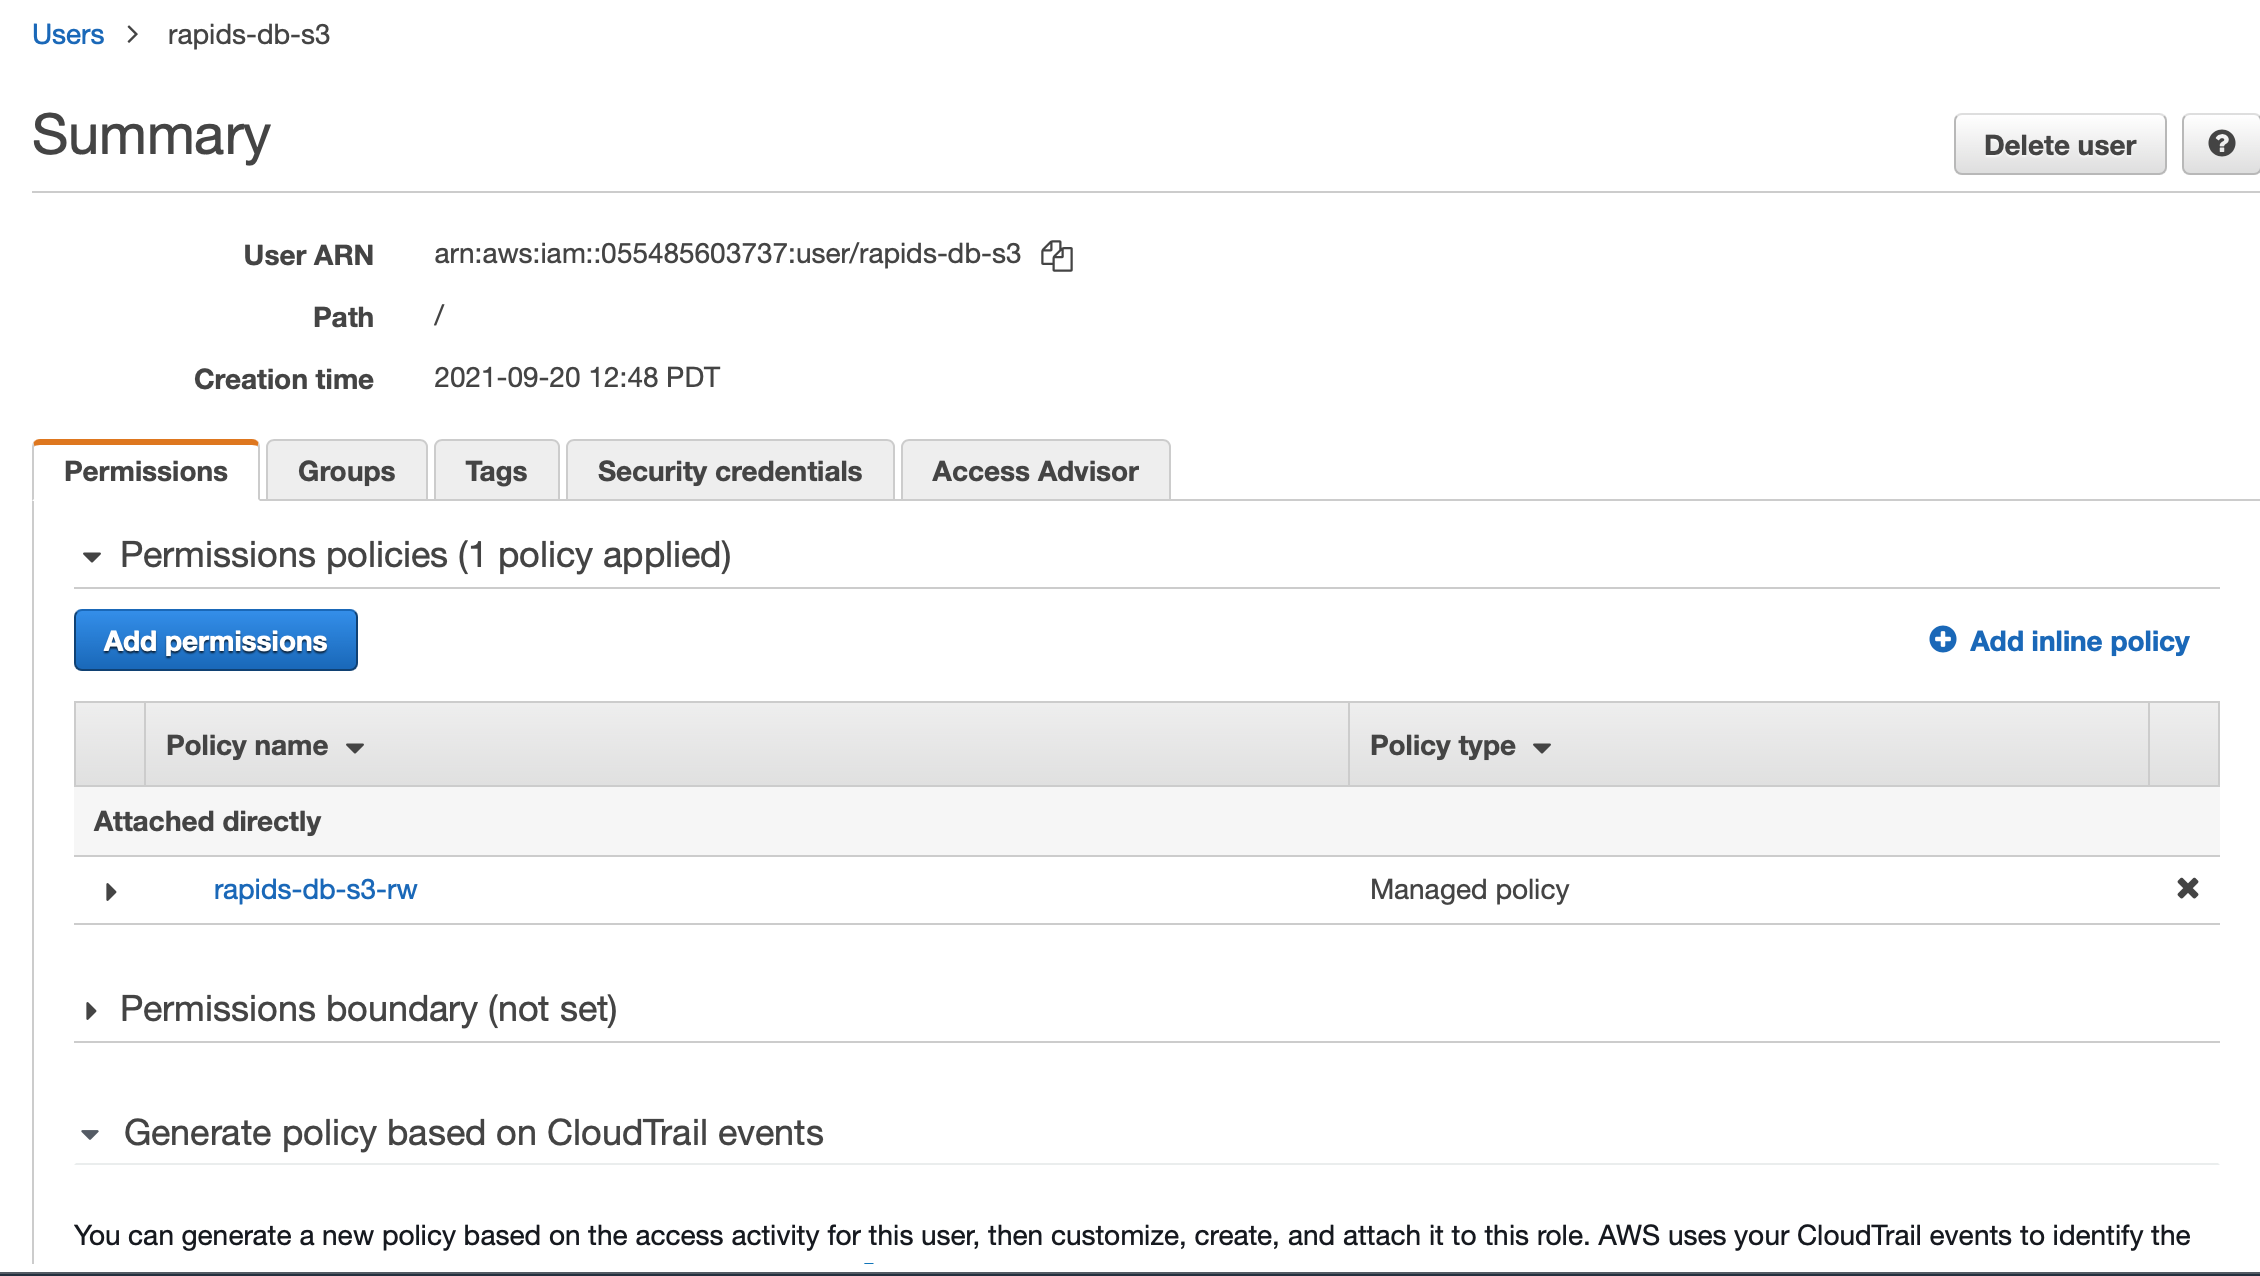 Users > rapids-db-s3
Summary
Delete user
User ARN arn:aws:iam::055485603737:user/rapids-db-s3
Path /
Creation time 2021-09-20 12:48 PDT
Permissions Groups Tags Security credentials Access Advisor
Permissions policies (1 policy applied)
Add permissions Add inline policy
Policy name Policy type
Attached directly
rapids-db-s3-rw Managed policy
Permissions boundary (not set)
Generate policy based on CloudTrail events
You can generate a new policy based on the access activity for this user, then customize, create, and attach it to this role. AWS uses your CloudTrail events to identify the